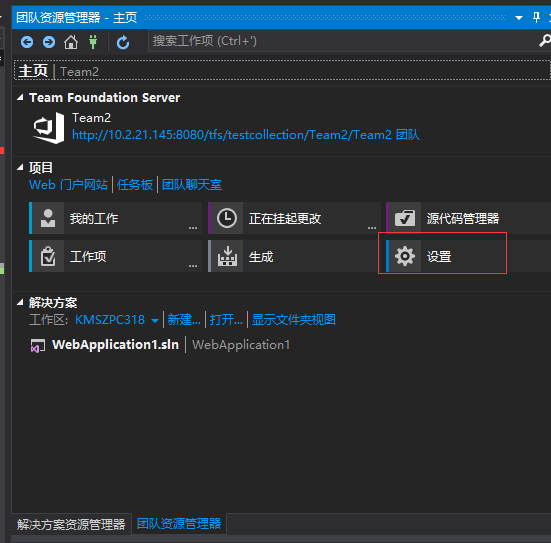 团队资源管理器 - 主页
搜索工作项 (Ctrl+')
主页 | Team2
Team Foundation Server
Team2
http://10.2.21.145:8080/tfs/testcollection/Team2/Team2 团队
项目
Web 门户网站 | 任务板 | 团队聊天室
我的工作 ... 正在挂起更改 ... 源代码管理器
工作项 ... 生成 设置
解决方案
工作区: KMSZPC318 | 新建... | 打开... | 显示文件夹视图
WebApplication1.sln | WebApplication1
解决方案资源管理器 团队资源管理器